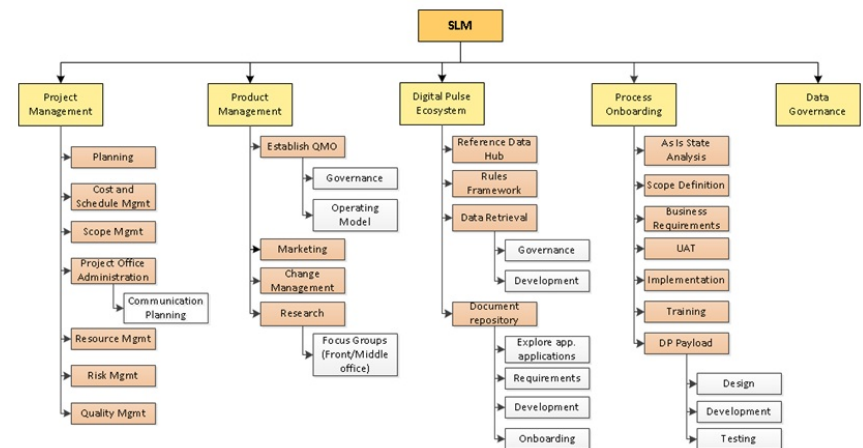 SLM
Project
Management
Product
Management
Digital Pulse
Ecosystem
Process
Onboarding
Data
Governance
Planning
Cost and
Schedule Mgmt
Scope Mgmt
Project Office
Administration
Communication
Planning
Resource Mgmt
Risk Mgmt
Quality Mgmt
Establish QMO
Governance
Operating
Model
Marketing
Change
Management
Research
Focus Groups
(Front/Middle
office)
Reference Data
Hub
Rules
Framework
Data Retrieval
Governance
Development
Document
repository
Explore app.
applications
Requirements
Development
Onboarding
As Is State
Analysis
Scope Definition
Business
Requirements
UAT
Implementation
Training
DP Payload
Design
Development
Testing